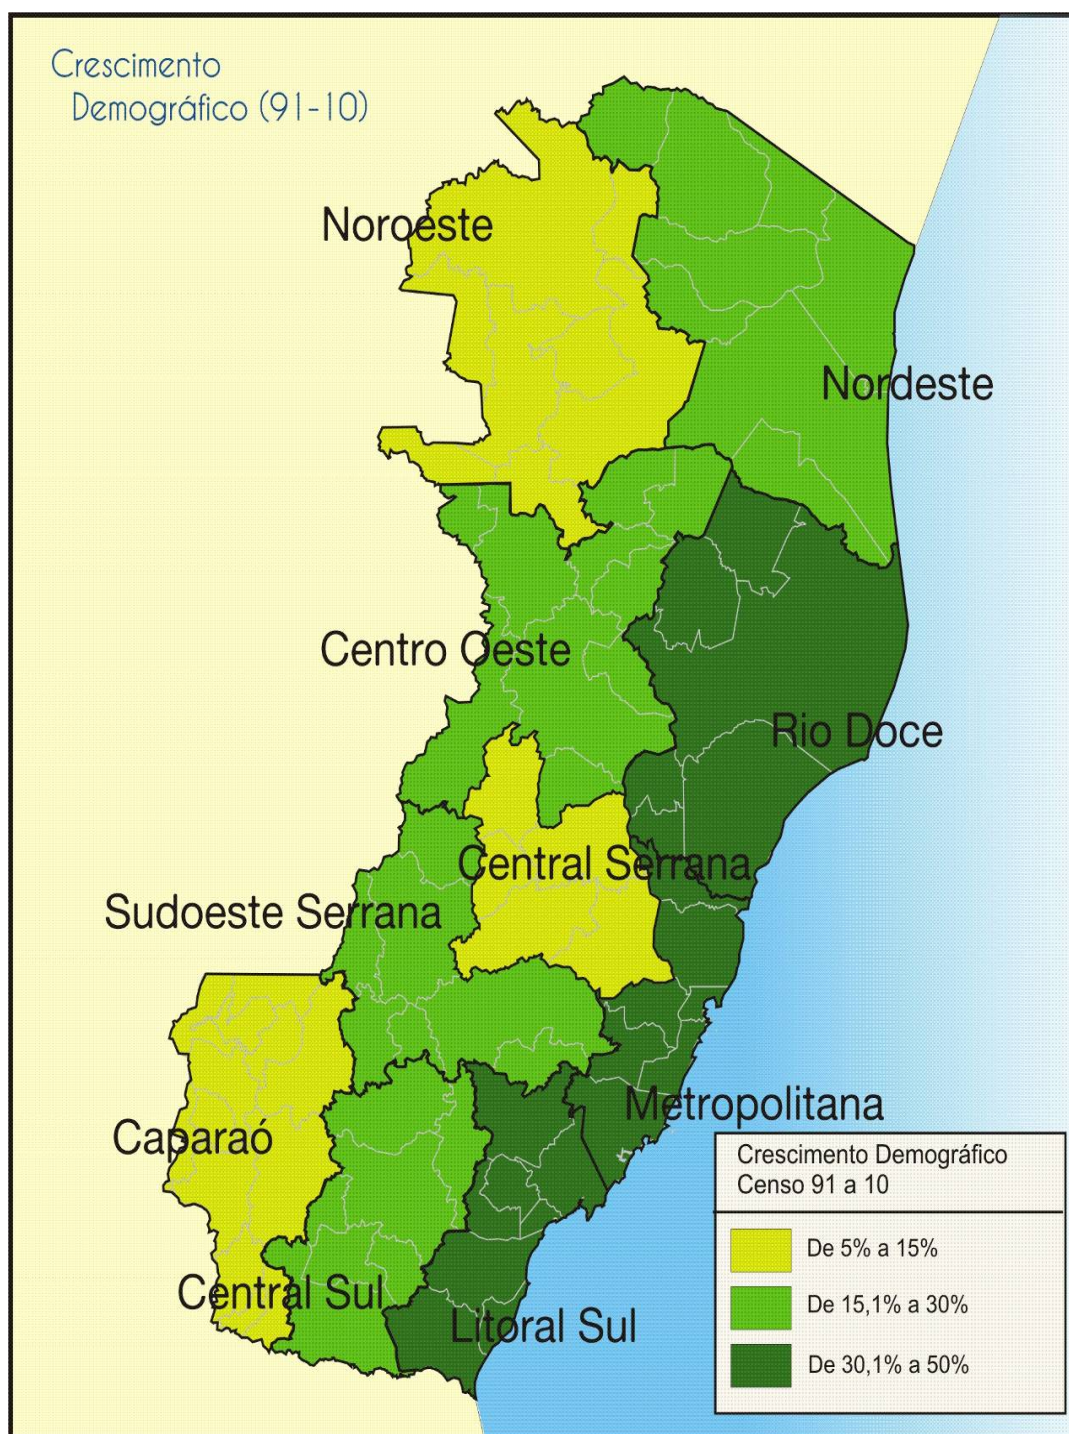 Crescimento
Demográfico (91-10)
Noroeste
Nordeste
Centro Oeste
Rio Doce
Central Serrana
Sudoeste Serrana
Metropolitana
Caparaó
Central Sul
Litoral Sul
Crescimento Demográfico
Censo 91 a 10
De 5% a 15%
De 15,1% a 30%
De 30,1% a 50%